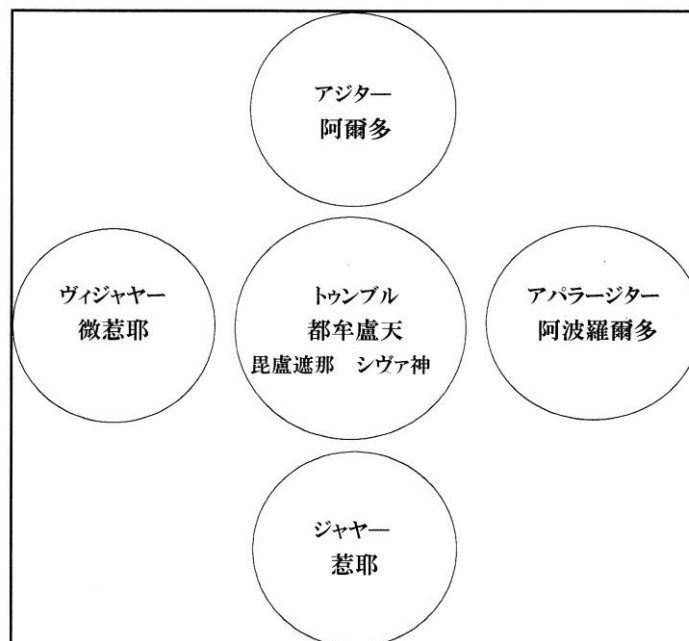 アジター
阿爾多
ヴィジャヤー
微惹耶
トゥンブル
都牟盧天
毘盧遮那　シヴァ神
アパラージター
阿波羅爾多
ジャヤー
惹耶